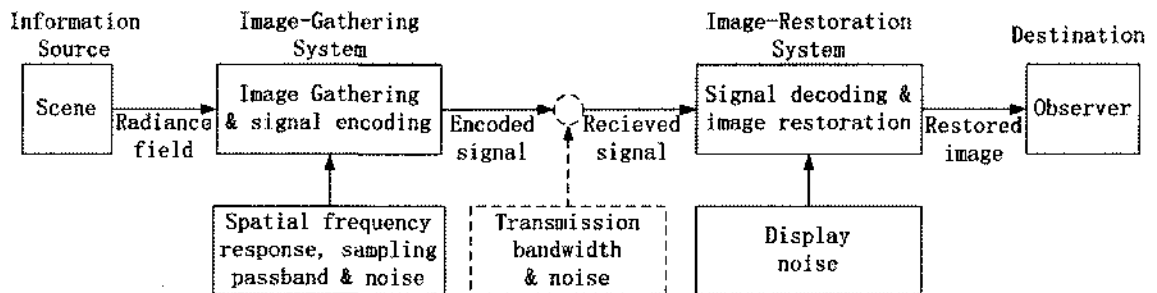 Information
Source
Image-Gathering
System
Image-Restoration
System
Destination
Scene
Radiance
field
Image Gathering
& signal encoding
Encoded
signal
Recieved
signal
Signal decoding &
image restoration
Restored
image
Observer
Spatial frequency
response, sampling
passband & noise
Transmission
bandwidth
& noise
Display
noise